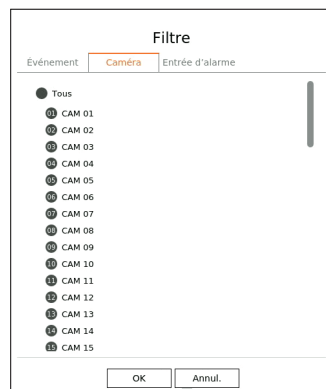 Filtre
Événement Caméra Entrée d'alarme
Tous
01 CAM 01
02 CAM 02
03 CAM 03
04 CAM 04
05 CAM 05
06 CAM 06
07 CAM 07
08 CAM 08
09 CAM 09
10 CAM 10
11 CAM 11
12 CAM 12
13 CAM 13
14 CAM 14
15 CAM 15
OK Annul.